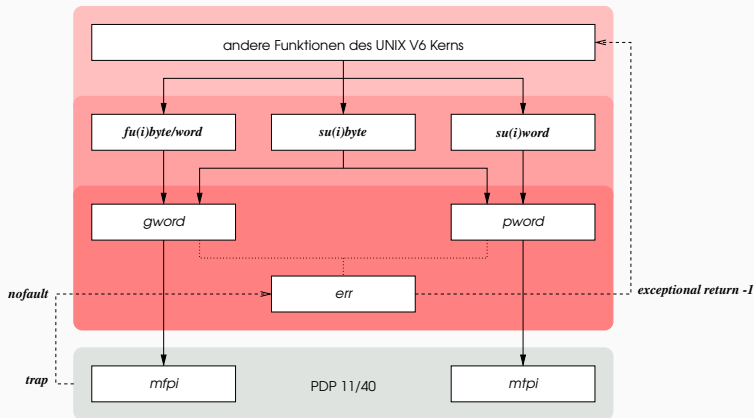 andere Funktionen des UNIX V6 Kerns
fu(i)byte/word
su(i)byte
su(i)word
gword
pword
nofault
err
exceptional return -1
trap
mfpi
PDP 11/40
mtpi